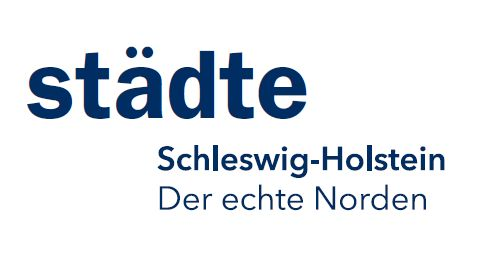 städte
Schleswig-Holstein
Der echte Norden